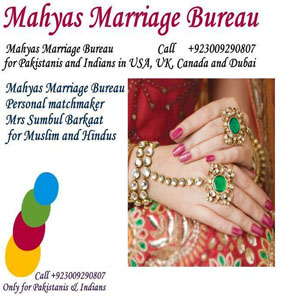 Mahyas Marriage Bureau
Mahyas Marriage Bureau Call +923009290807
for Pakistanis and Indians in USA, UK, Canada and Dubai
Mahyas Marriage Bureau
Personal matchmaker
Mrs Sumbul Barkaat
for Muslim and Hindus
Call +923009290807
Only for Pakistanis & Indians